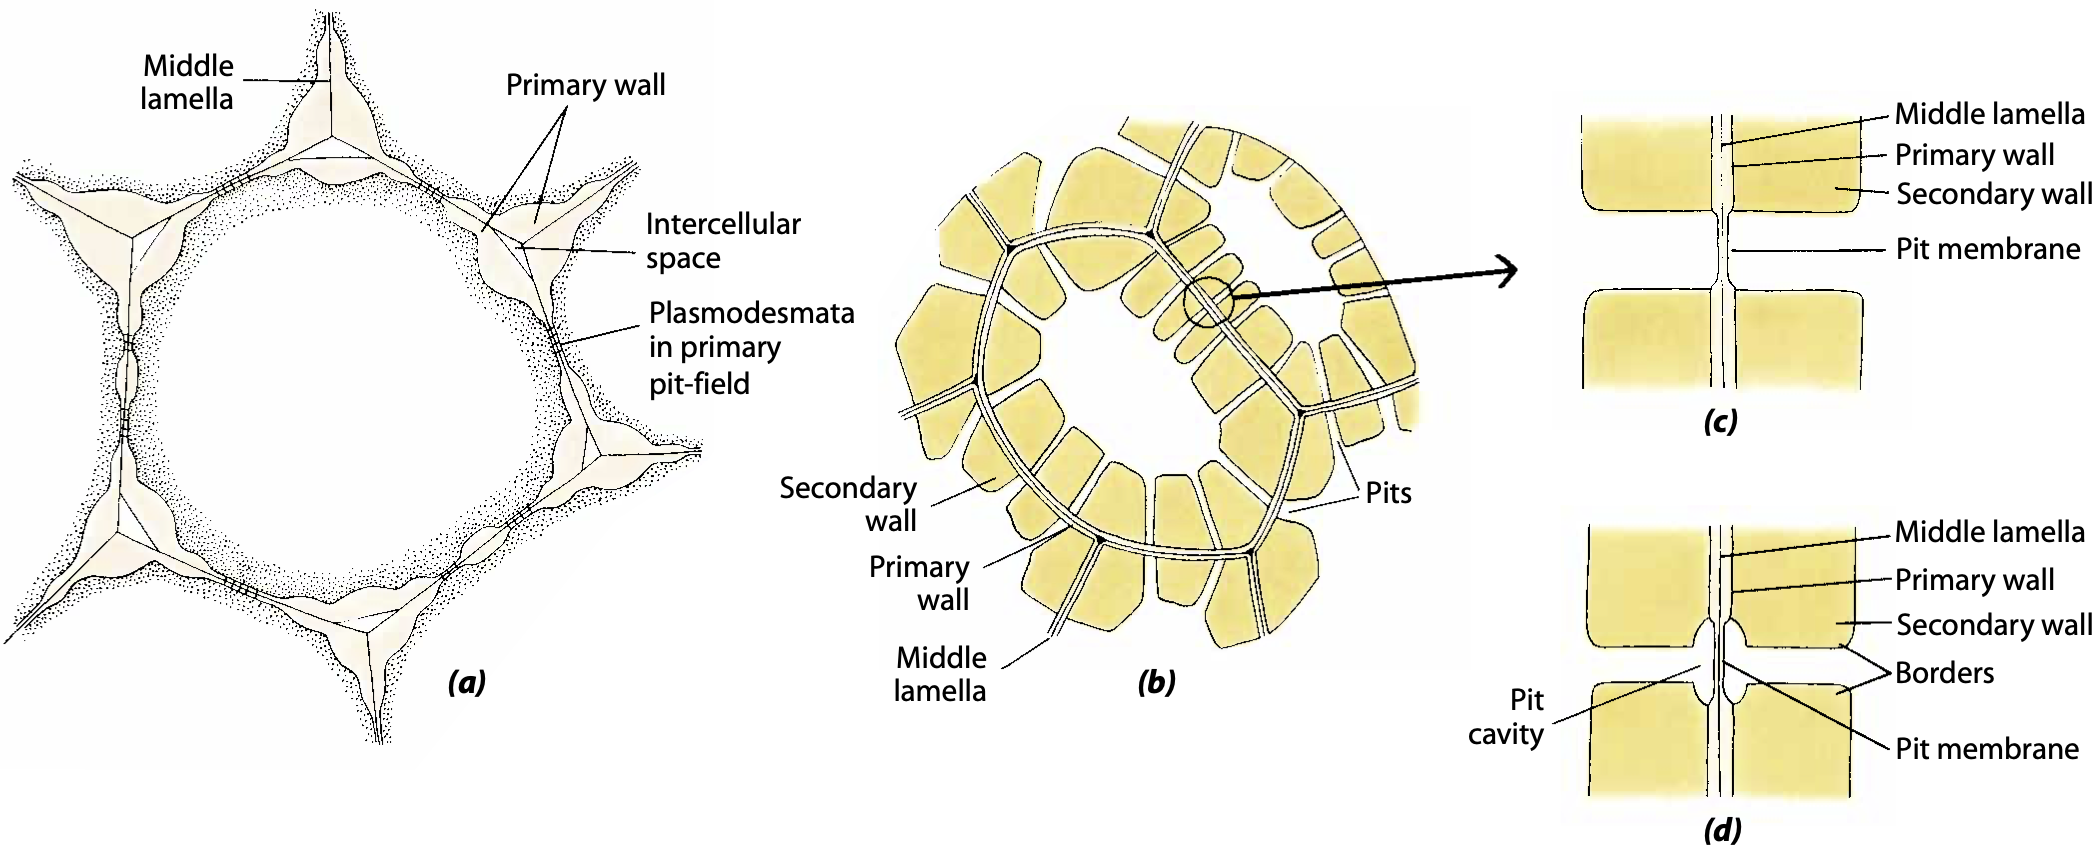 Middle
lamella
Primary wall
Intercellular
space
Plasmodesmata
in primary
pit-field
(a)
Secondary
wall
Primary
wall
Middle
lamella
Pits
(b)
Middle lamella
Primary wall
Secondary wall
Pit membrane
(c)
Middle lamella
Primary wall
Secondary wall
Borders
Pit
cavity
Pit membrane
(d)